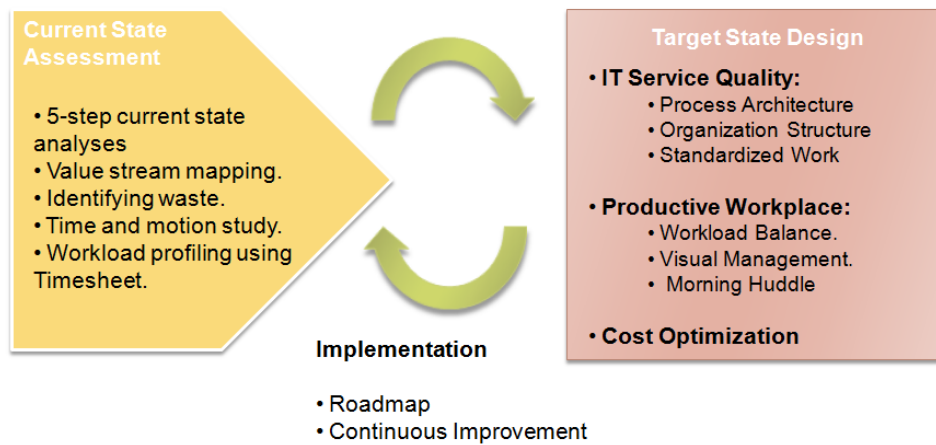 Current State
Assessment
• 5-step current state
analyses
• Value stream mapping.
• Identifying waste.
• Time and motion study.
• Workload profiling using
Timesheet.
Implementation
• Roadmap
• Continuous Improvement
Target State Design
• IT Service Quality:
• Process Architecture
• Organization Structure
• Standardized Work
• Productive Workplace:
• Workload Balance.
• Visual Management.
• Morning Huddle
• Cost Optimization